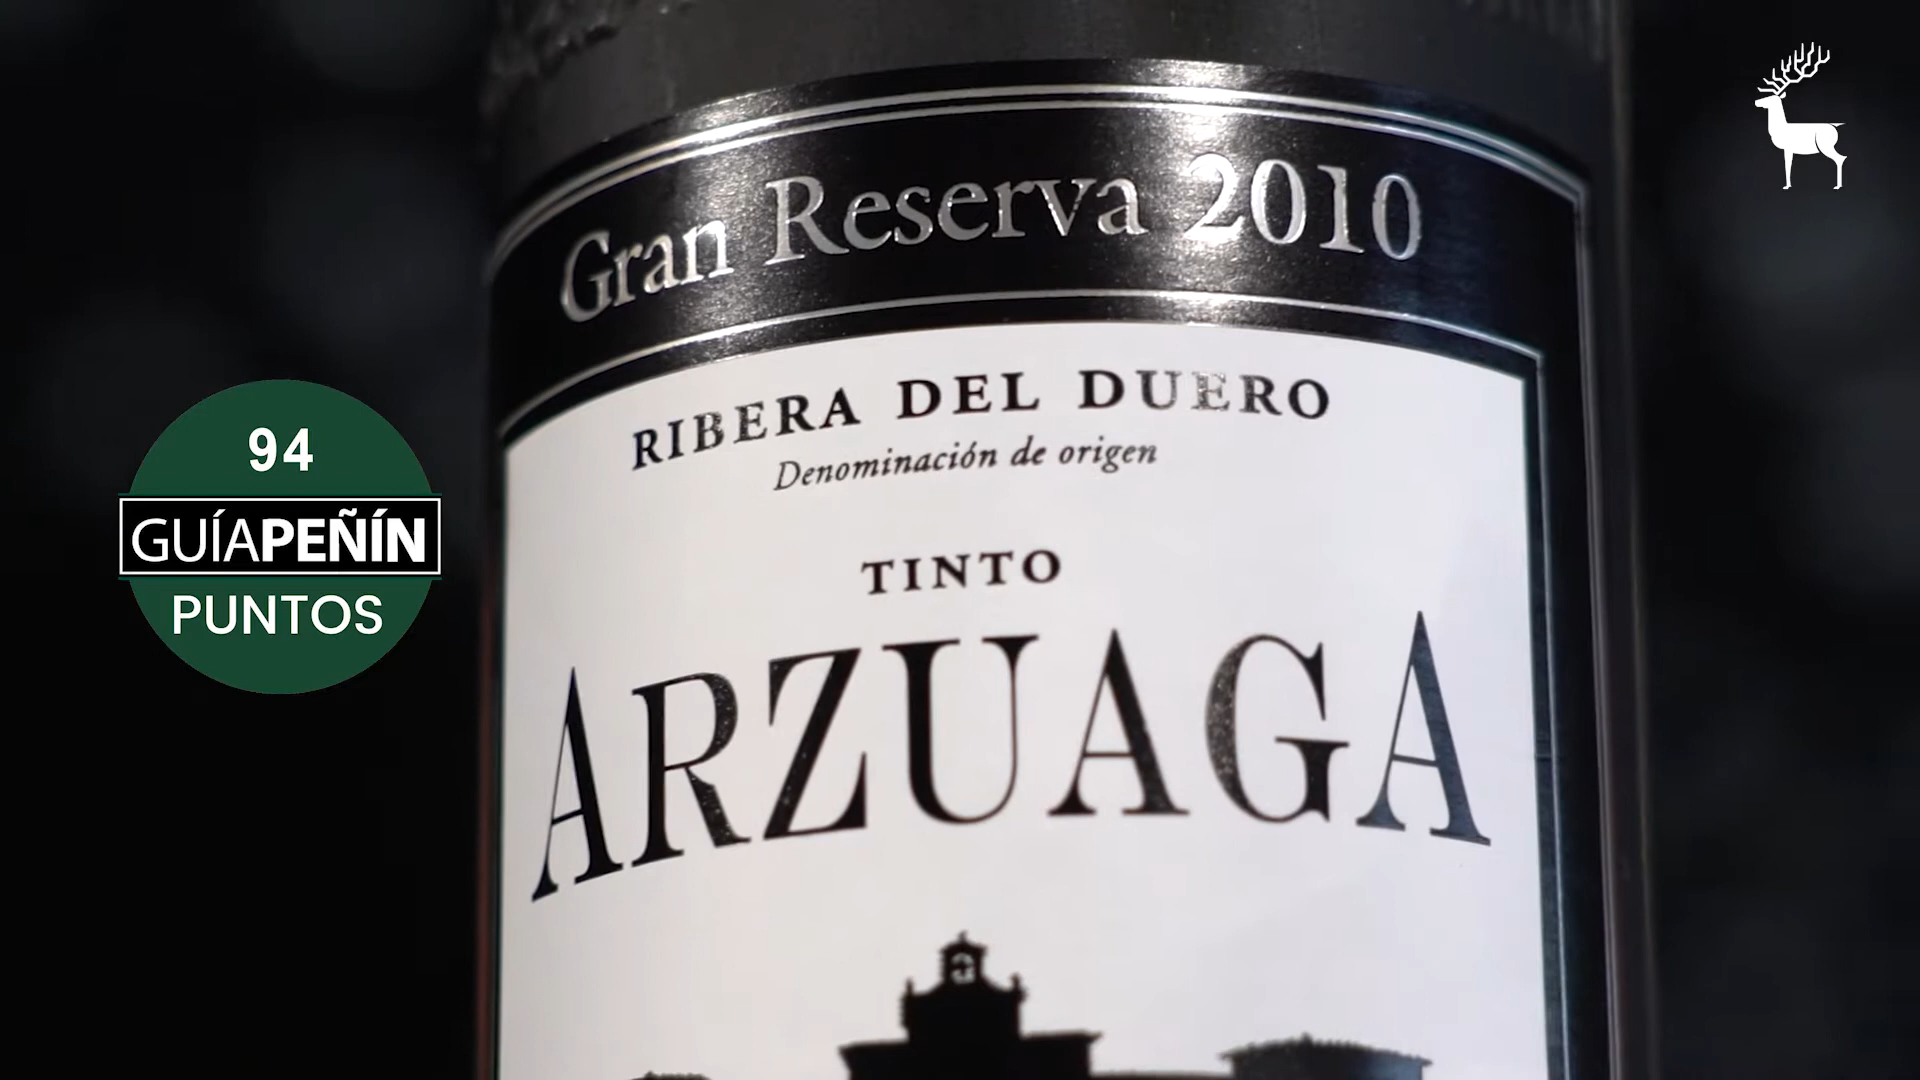 Gran Reserva 2010
RIBERA DEL DUERO
Denominación de origen
TINTO
ARZUAGA
94
GUÍAPEÑÍN
PUNTOS